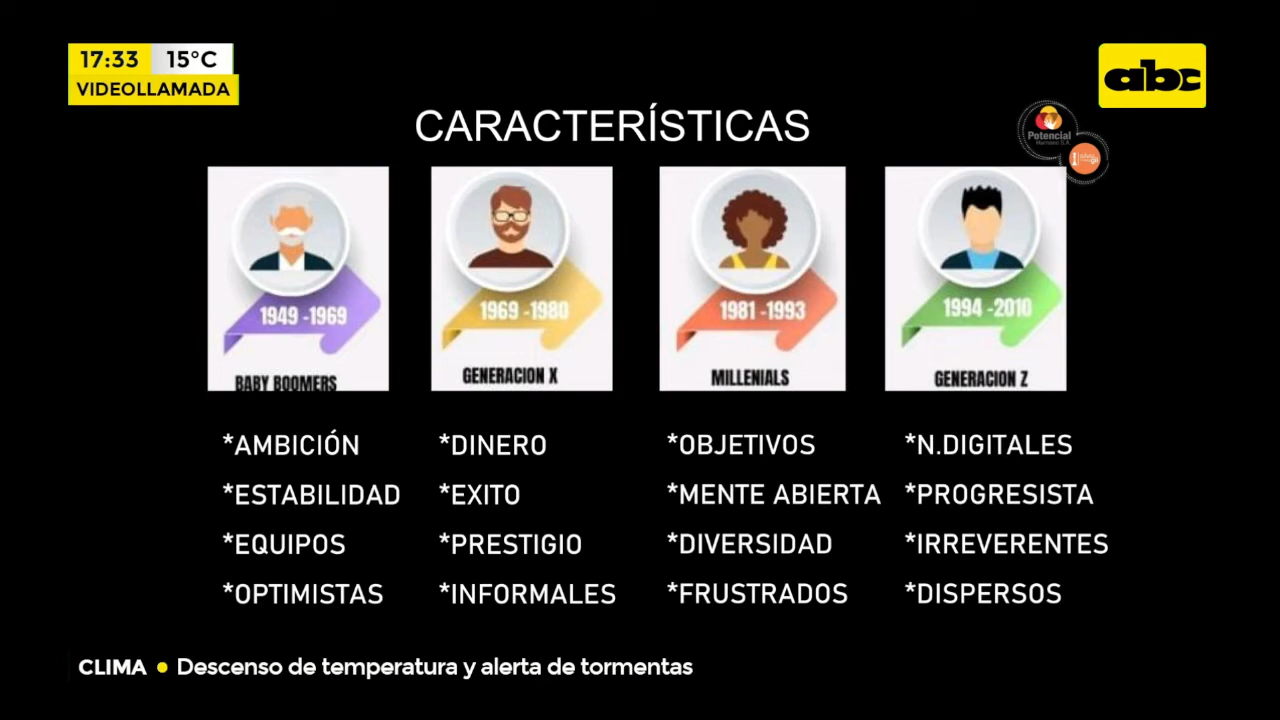 17:33 15°C
VIDEOLLAMADA
abc
CARACTERÍSTICAS
Potencial
1949 -1969
BABY BOOMERS
1969 -1980
GENERACION X
1981 -1993
MILLENIALS
1994 -2010
GENERACION Z
*AMBICIÓN
*ESTABILIDAD
*EQUIPOS
*OPTIMISTAS
*DINERO
*EXITO
*PRESTIGIO
*INFORMALES
*OBJETIVOS
*MENTE ABIERTA
*DIVERSIDAD
*FRUSTRADOS
*N.DIGITALES
*PROGRESISTA
*IRREVERENTES
*DISPERSOS
CLIMA • Descenso de temperatura y alerta de tormentas